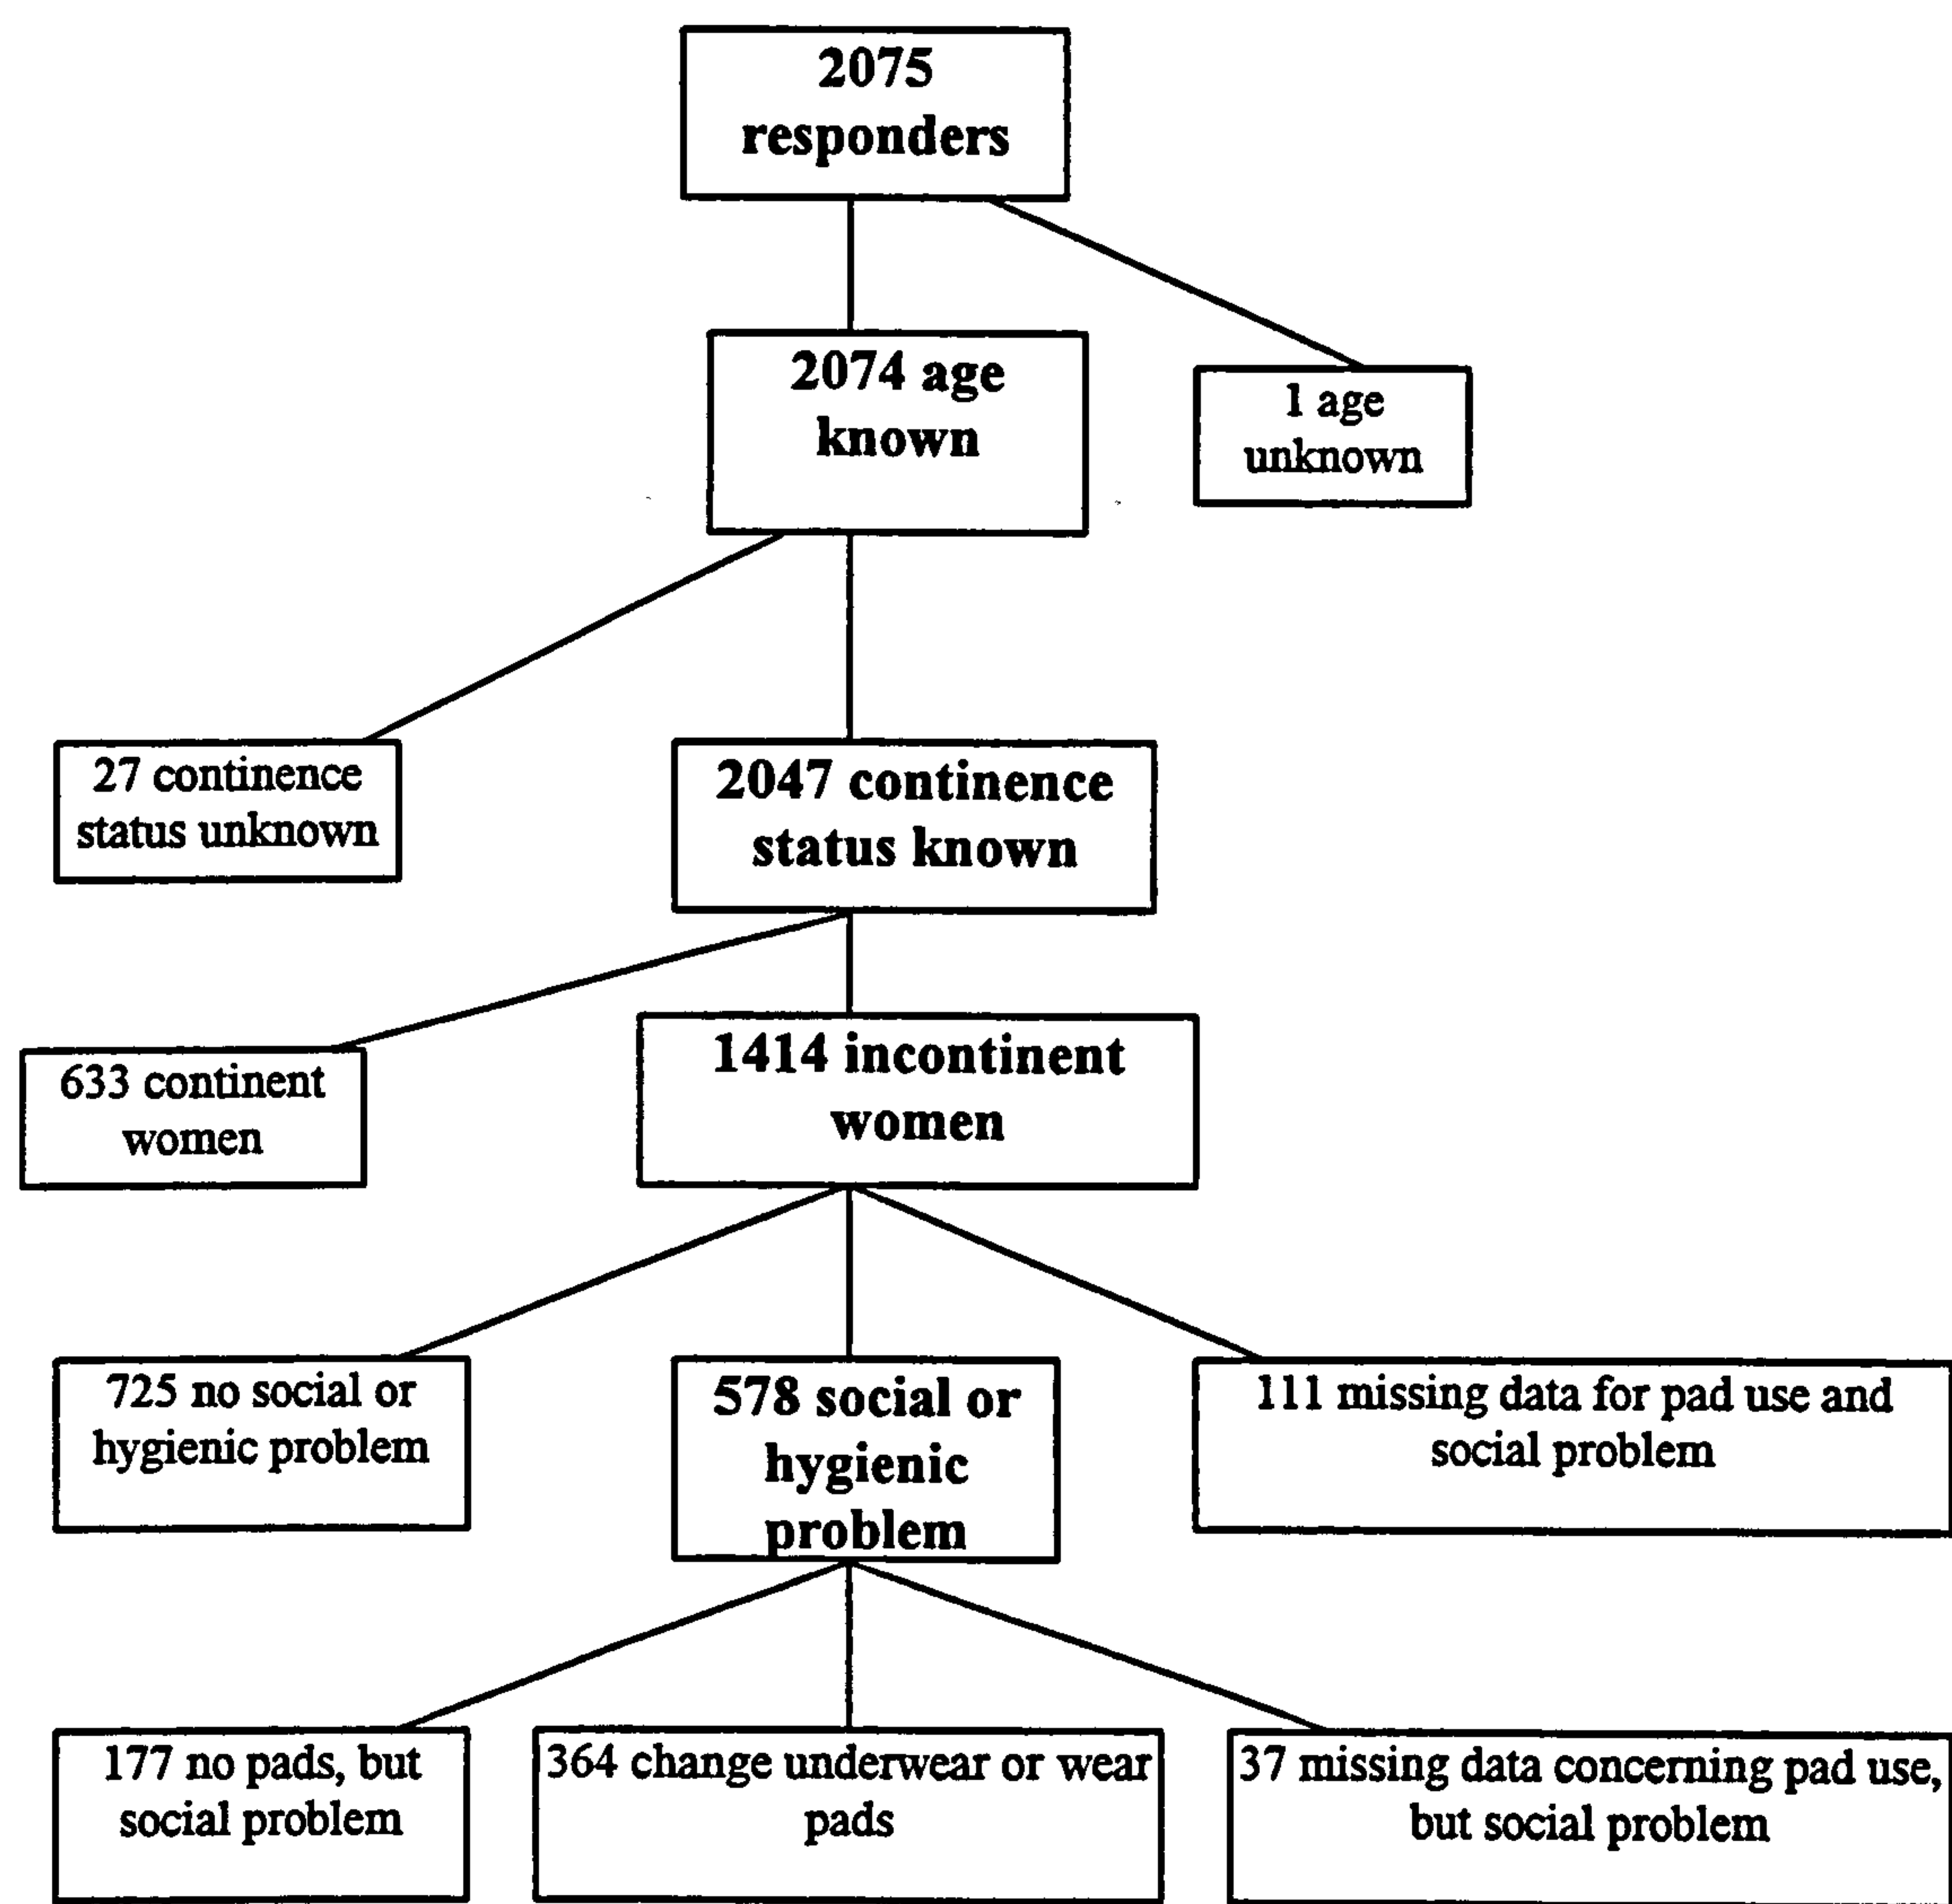 2075
responders
2074 age
known
1 age
unknown
27 continence
status unknown
2047 continence
status known
633 continent
women
1414 incontinent
women
725 no social or
hygienic problem
578 social or
hygienic
problem
111 missing data for pad use and
social problem
177 no pads, but
social problem
364 change underwear or wear
pads
37 missing data concerning pad use,
but social problem